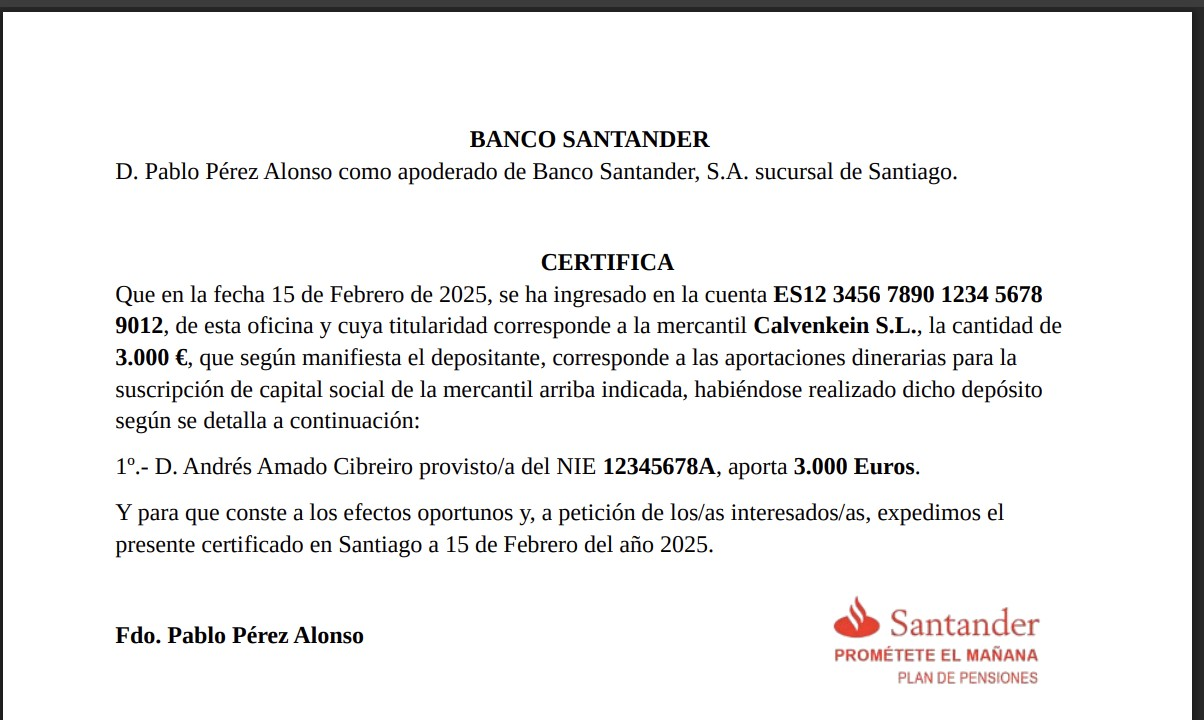 BANCO SANTANDER
D. Pablo Pérez Alonso como apoderado de Banco Santander, S.A. sucursal de Santiago.
CERTIFICA
Que en la fecha 15 de Febrero de 2025, se ha ingresado en la cuenta ES12 3456 7890 1234 5678
9012, de esta oficina y cuya titularidad corresponde a la mercantil Calvenkein S.L., la cantidad de
3.000 €, que según manifiesta el depositante, corresponde a las aportaciones dinerarias para la
suscripción de capital social de la mercantil arriba indicada, habiéndose realizado dicho depósito
según se detalla a continuación:
1º.- D. Andrés Amado Cibreiro provisto/a del NIE 12345678A, aporta 3.000 Euros.
Y para que conste a los efectos oportunos y, a petición de los/as interesados/as, expedimos el
presente certificado en Santiago a 15 de Febrero del año 2025.
Fdo. Pablo Pérez Alonso
Santander
PROMÉTETE EL MAÑANA
PLAN DE PENSIONES